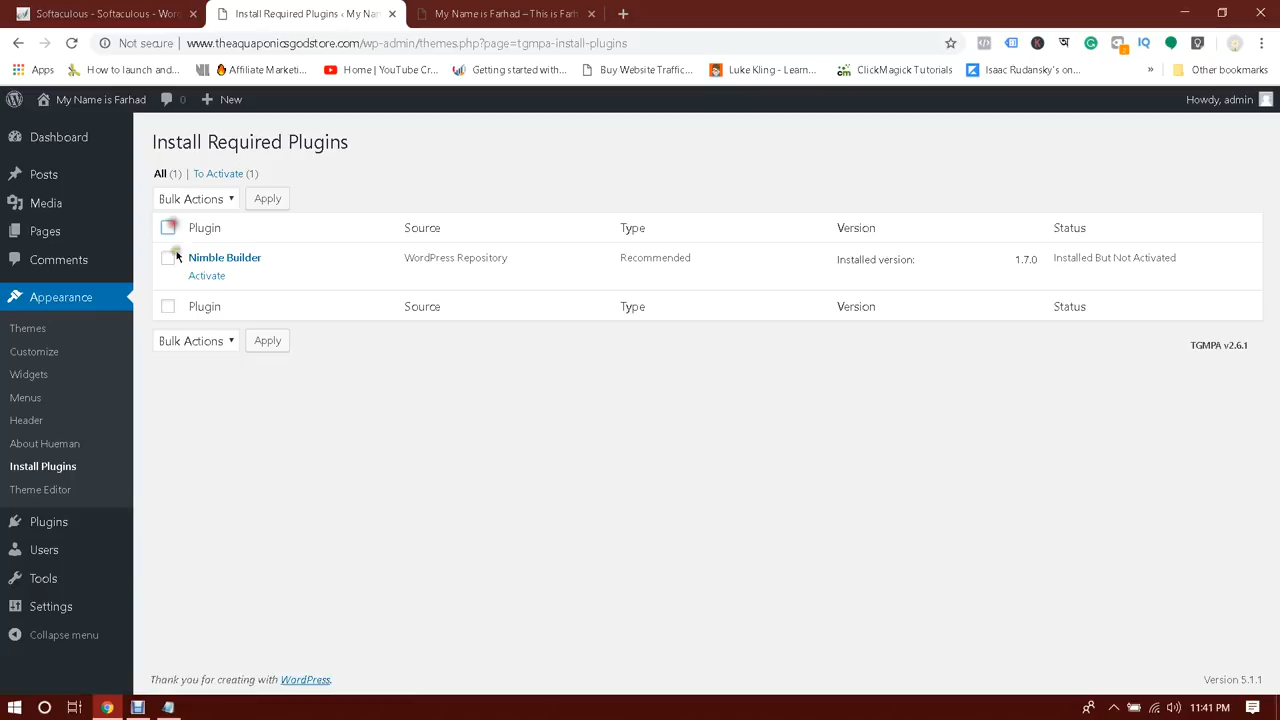 Softaculous - Softaculous - Wor
Install Required Plugins ‹ My Nan
My Name is Farhad – This is Farh
Not secure | www.theaquaponicsgodstore.com/wp-admin/themes.php?page=tgmpa-install-plugins
IQ
Apps
How to launch and...
Affiliate Marketi...
Home | YouTube Cr...
Getting started with...
Buy Website Traffic...
Luke Kling - Learn...
ClickMagick Tutorials
Isaac Rudansky's on...
»
Other bookmarks
My Name is Farhad
0
+ New
Howdy, admin
Dashboard
Posts
Media
Pages
Comments
Appearance
Themes
Customize
Widgets
Menus
Header
About Hueman
Install Plugins
Theme Editor
Plugins
Users
Tools
Settings
Collapse menu
Install Required Plugins
All (1) | To Activate (1)
Bulk Actions Apply
Plugin Source Type Version Status
Nimble Builder WordPress Repository Recommended Installed version: 1.7.0 Installed But Not Activated
Activate
Plugin Source Type Version Status
Bulk Actions Apply
TGMPA v2.6.1
Thank you for creating with WordPress.
Version 5.1.1
11:41 PM